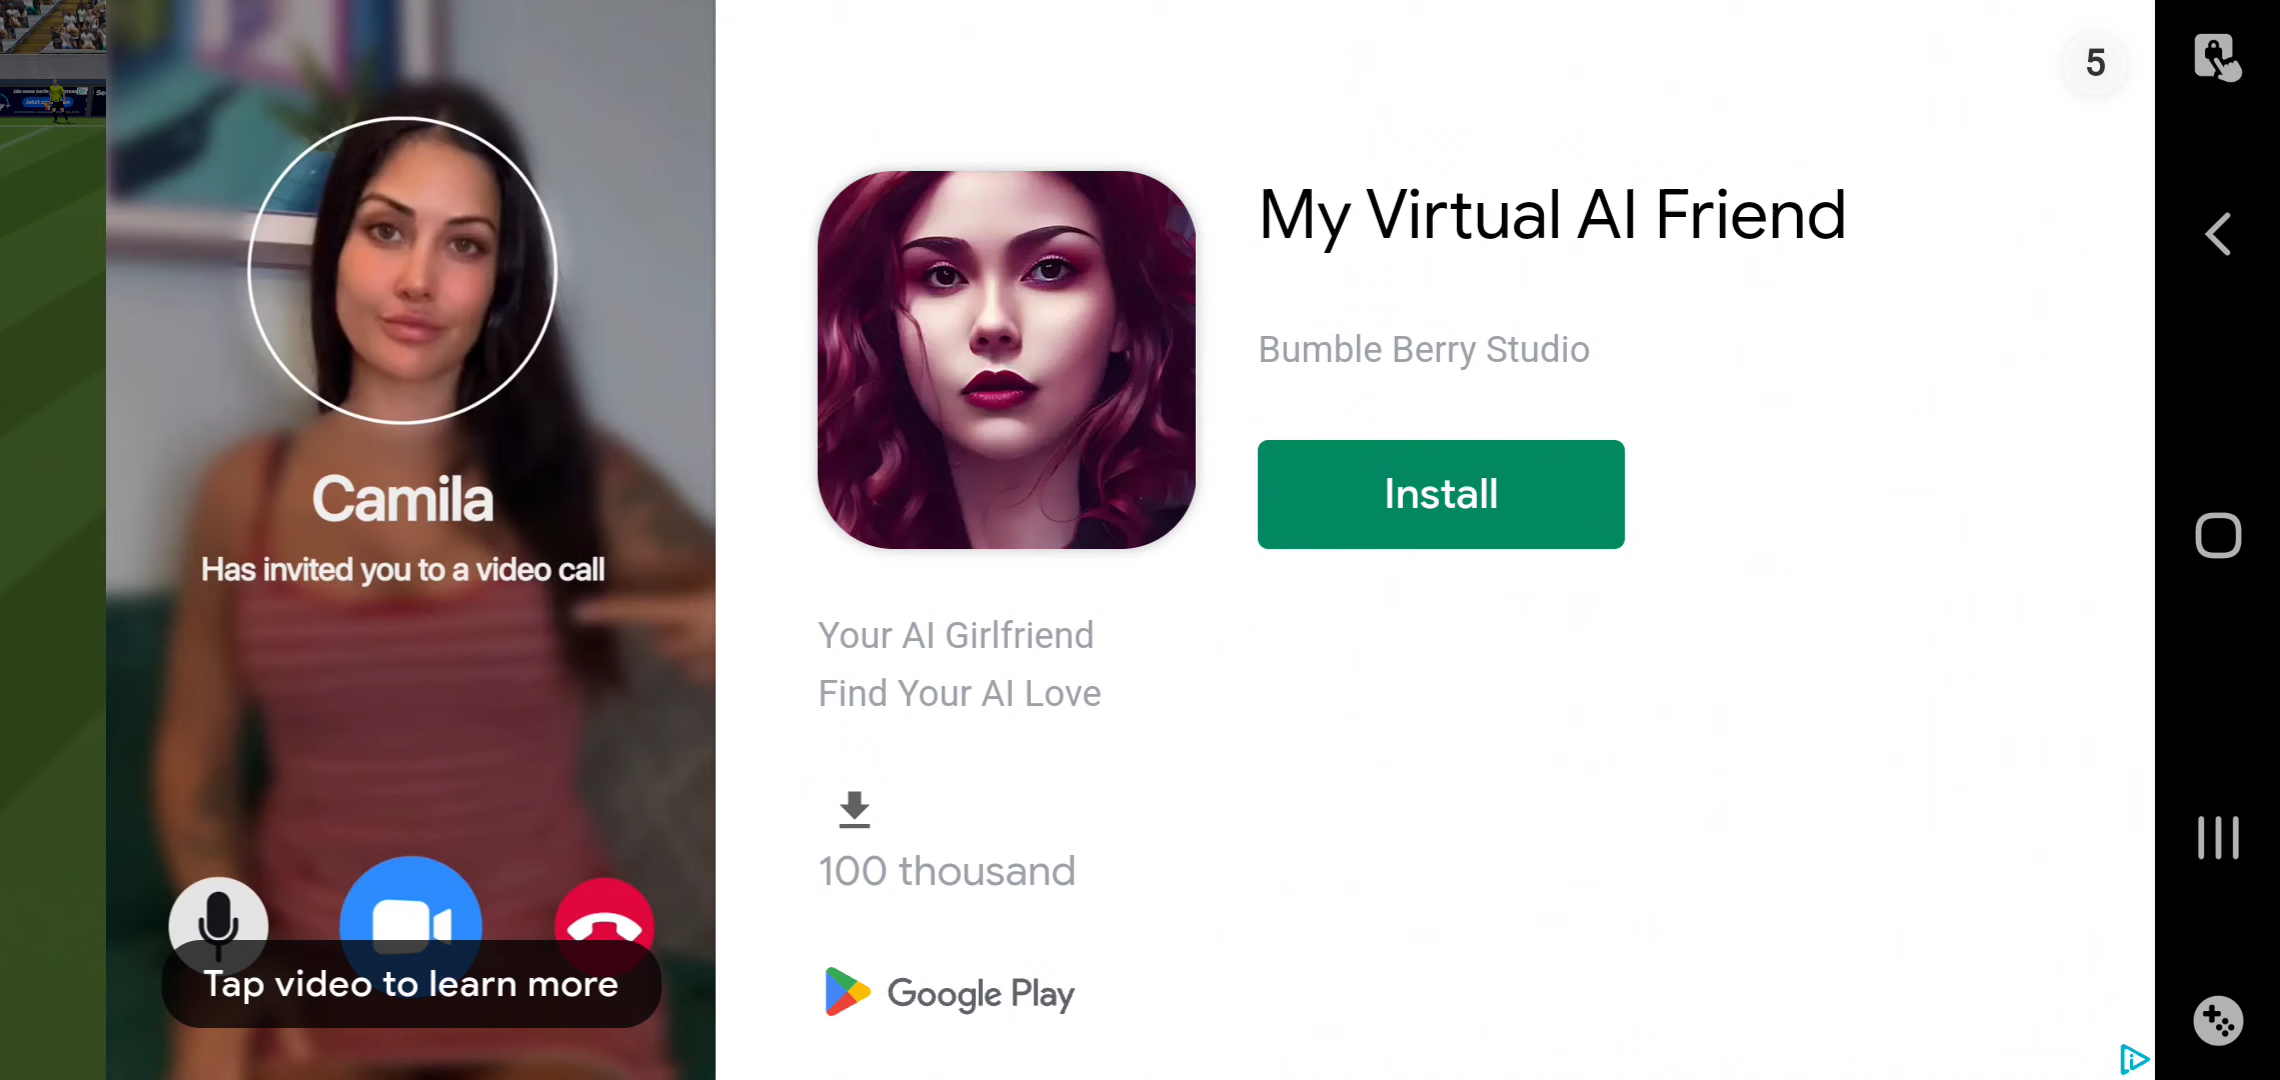 Camila
Has invited you to a video call
Tap video to learn more
5
My Virtual AI Friend
Bumble Berry Studio
Install
Your AI Girlfriend
Find Your AI Love
100 thousand
Google Play